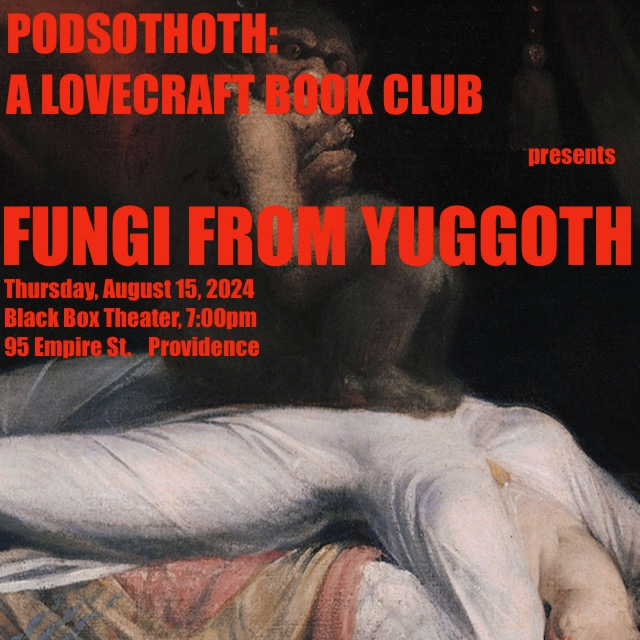 PODSOTHOTH:
A LOVECRAFT BOOK CLUB
presents
FUNGI FROM YUGGOTH
Thursday, August 15, 2024
Black Box Theater, 7:00pm
95 Empire St. Providence